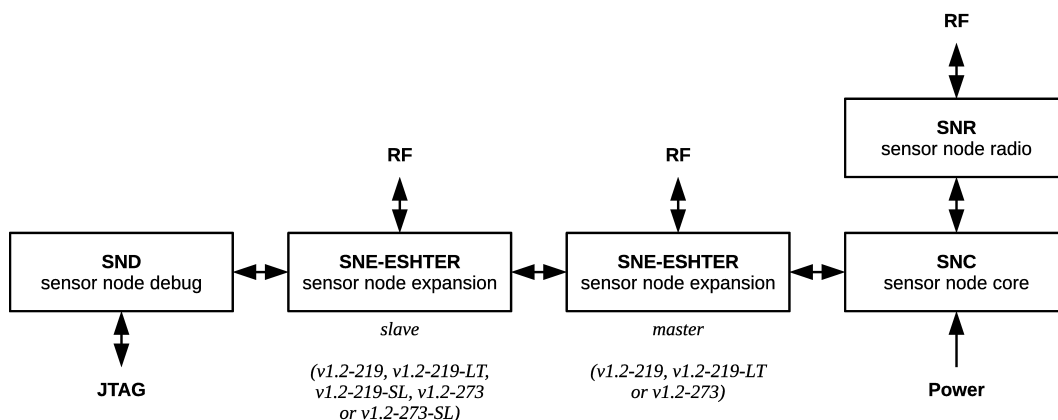 RF
SNR
sensor node radio
RF
RF
SND
sensor node debug
SNE-ESHTER
sensor node expansion
SNE-ESHTER
sensor node expansion
SNC
sensor node core
slave
master
(v1.2-219, v1.2-219-LT,
v1.2-219-SL, v1.2-273
or v1.2-273-SL)
(v1.2-219, v1.2-219-LT
or v1.2-273)
JTAG
Power